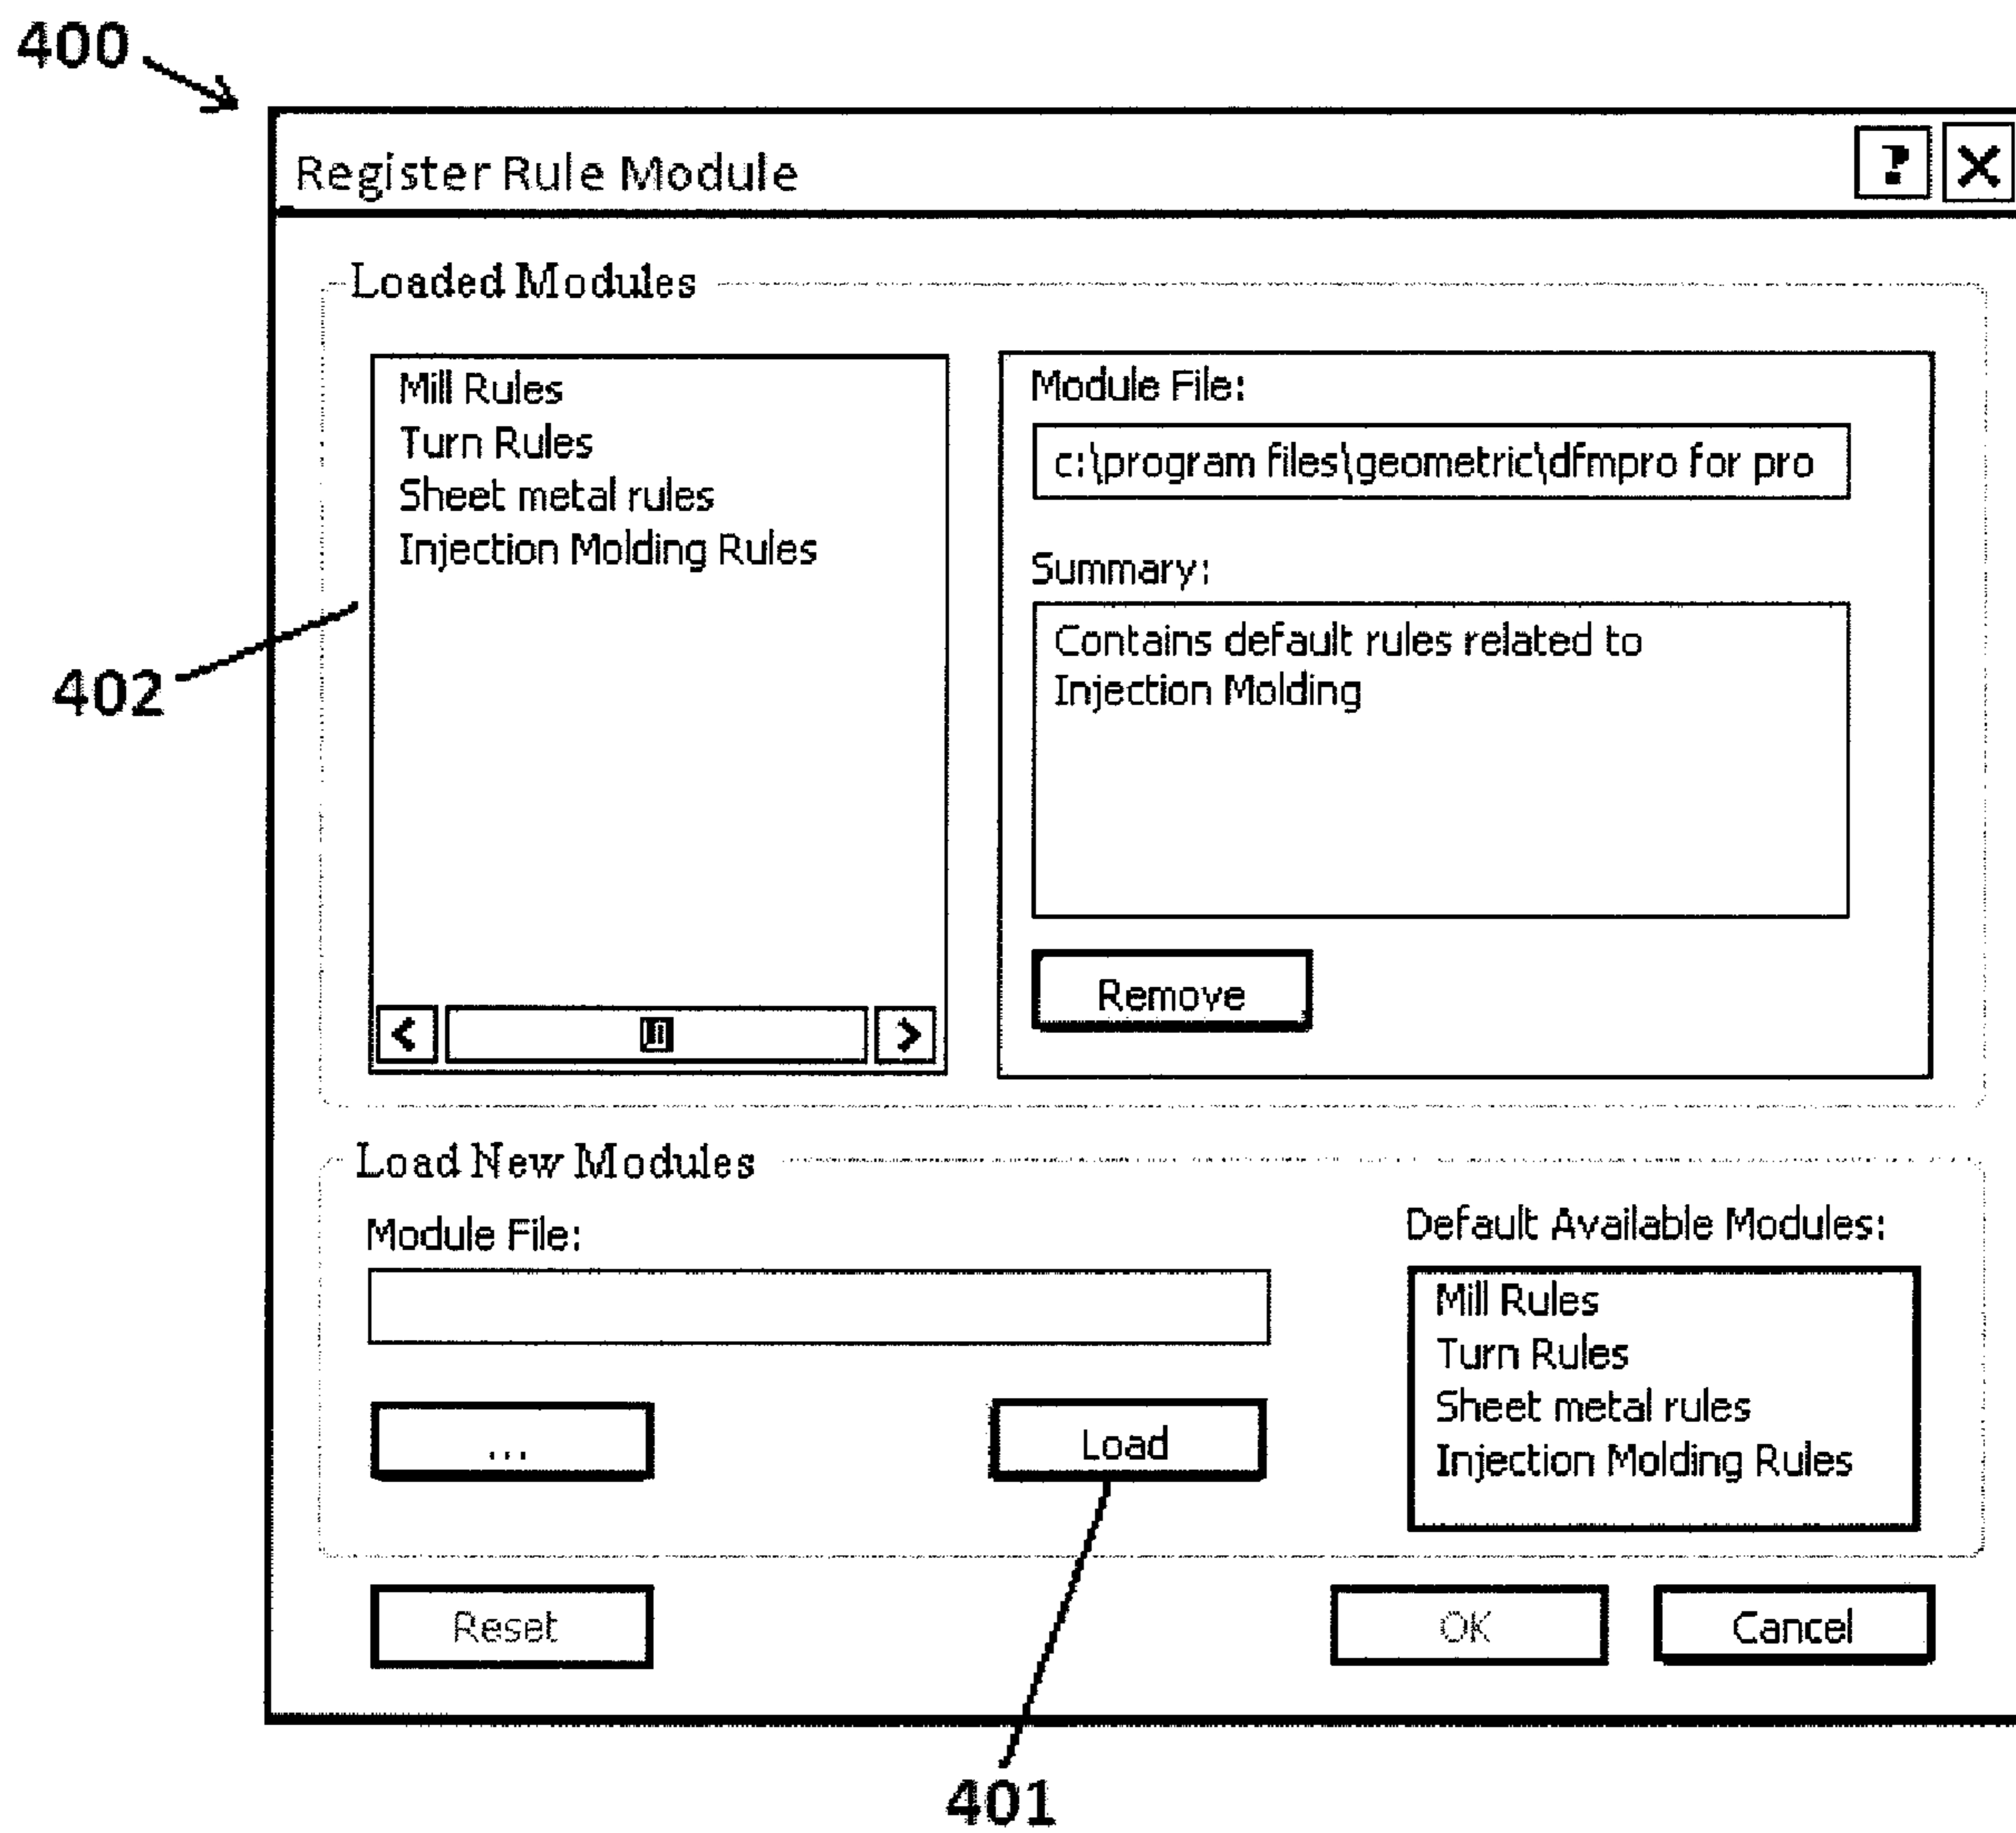 400
Register Rule Module
? X
Loaded Modules
Mill Rules
Turn Rules
Sheet metal rules
Injection Molding Rules
Module File:
c:\program files\geometric\dfmpro for pro
Summary:
Contains default rules related to
Injection Molding
Remove
402
Load New Modules
Module File:
...
Load
Default Available Modules:
Mill Rules
Turn Rules
Sheet metal rules
Injection Molding Rules
Reset
OK
Cancel
401